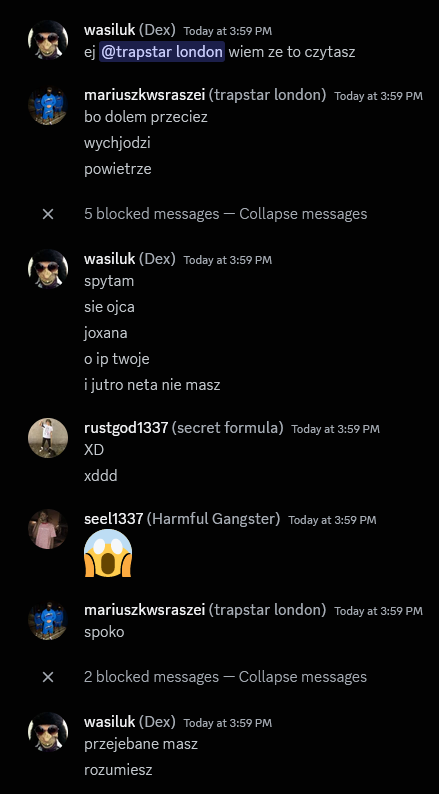 wasiluk (Dex) Today at 3:59 PM
ej @trapstar london wiem ze to czytasz
mariuszkwsraszei (trapstar london) Today at 3:59 PM
bo dolem przeciez
wychjodzi
powietrze
5 blocked messages — Collapse messages
wasiluk (Dex) Today at 3:59 PM
spytam
sie ojca
joxana
o ip twoje
i jutro neta nie masz
rustgod1337 (secret formula) Today at 3:59 PM
XD
xddd
seel1337 (Harmful Gangster) Today at 3:59 PM
mariuszkwsraszei (trapstar london) Today at 3:59 PM
spoko
2 blocked messages — Collapse messages
wasiluk (Dex) Today at 3:59 PM
przejebane masz
rozumiesz